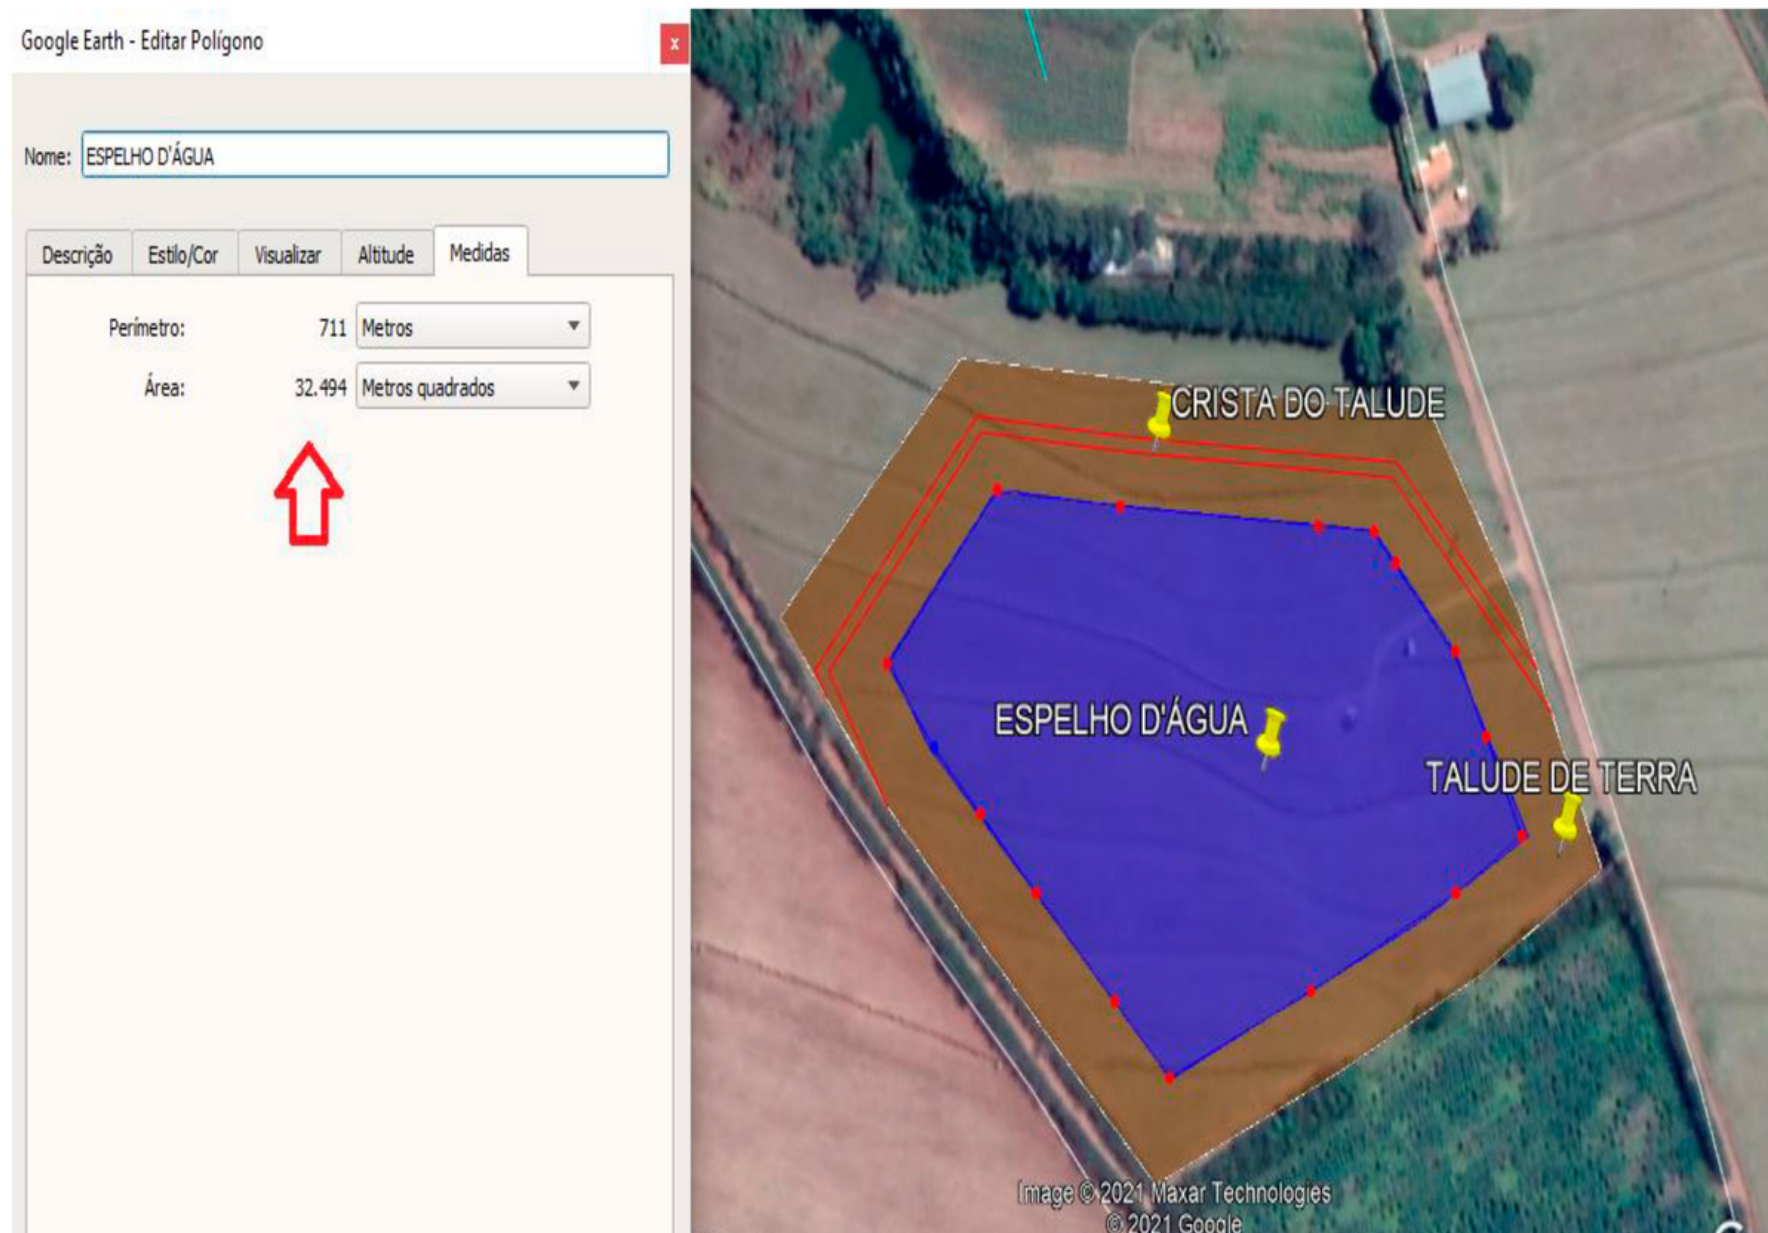 Google Earth - Editar Polígono
x
Nome: ESPELHO D'ÁGUA
Descrição Estilo/Cor Visualizar Altitude Medidas
Perímetro: 711 Metros
Área: 32.494 Metros quadrados
CRISTA DO TALUDE
ESPELHO D'ÁGUA
TALUDE DE TERRA
Image © 2021 Maxar Technologies
© 2021 Google